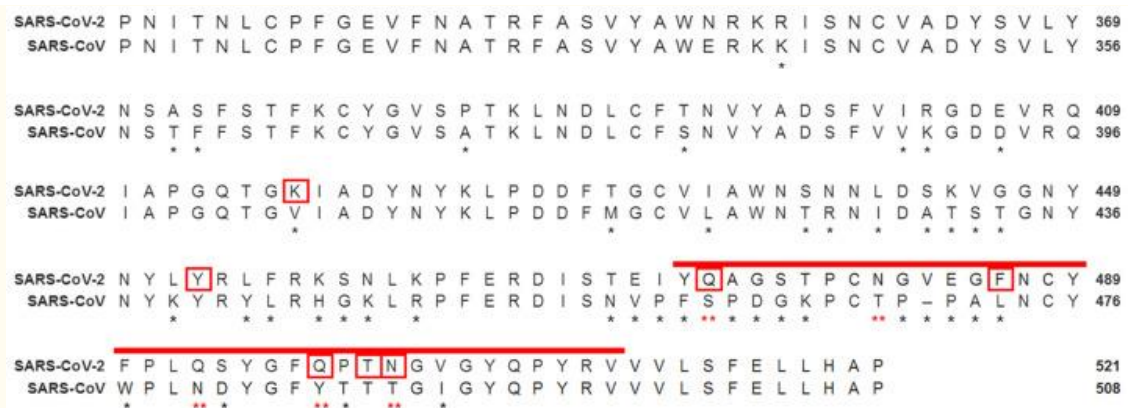 SARS-CoV-2 P N I T N L C P F G E V F N A T R F A S V Y A W N R K R I S N C V A D Y S V L Y 369
SARS-CoV P N I T N L C P F G E V F N A T R F A S V Y A W E R K K I S N C V A D Y S V L Y 356
*
SARS-CoV-2 N S A S F S T F K C Y G V S P T K L N D L C F T N V Y A D S F V I R G D E V R Q 409
SARS-CoV N S T F F S T F K C Y G V S A T K L N D L C F S N V Y A D S F V V K G D D V R Q 396
* * * * * * *
SARS-CoV-2 I A P G Q T G K I A D Y N Y K L P D D F T G C V I A W N S N N L D S K V G G N Y 449
SARS-CoV I A P G Q T G V I A D Y N Y K L P D D F M G C V L A W N T R N I D A T S T G N Y 436
* * * * * * * * * *
SARS-CoV-2 N Y L Y R L F R K S N L K P F E R D I S T E I Y Q A G S T P C N G V E G F N C Y 489
SARS-CoV N Y K Y R Y L R H G K L R P F E R D I S N V P F S P D G K P C T P – P A L N C Y 476
* * * * * * * * * * * ** * * * * ** * * * * *
SARS-CoV-2 F P L Q S Y G F Q P T N G V G Y Q P Y R V V V L S F E L L H A P 521
SARS-CoV W P L N D Y G F Y T T T G I G Y Q P Y R V V V L S F E L L H A P 508
* ** * ** * ** *